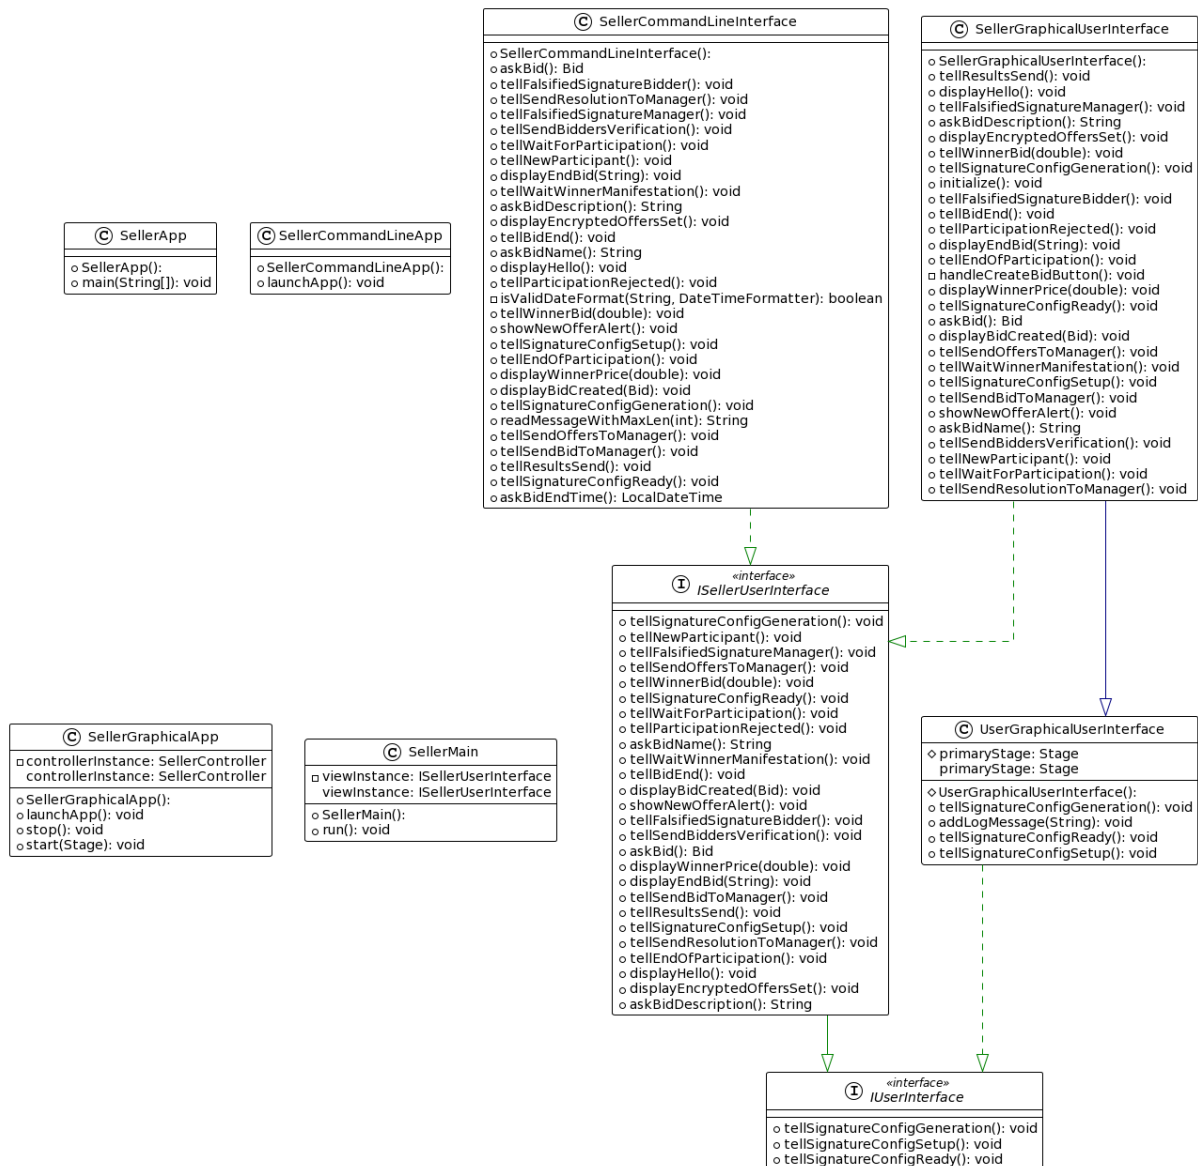 C SellerCommandLineInterface
SellerCommandLineInterface():
askBid(): Bid
tellFalsifiedSignatureBidder(): void
tellSendResolutionToManager(): void
tellFalsifiedSignatureManager(): void
tellSendBiddersVerification(): void
tellWaitForParticipation(): void
tellNewParticipant(): void
displayEndBid(String): void
tellWaitWinnerManifestation(): void
askBidDescription(): String
displayEncryptedOffersSet(): void
tellBidEnd(): void
askBidName(): String
displayHello(): void
tellParticipationRejected(): void
isValidDateFormat(String, DateTimeFormatter): boolean
tellWinnerBid(double): void
showNewOfferAlert(): void
tellSignatureConfigSetup(): void
tellEndOfParticipation(): void
displayWinnerPrice(double): void
displayBidCreated(Bid): void
tellSignatureConfigGeneration(): void
readMessageWithMaxLen(int): String
tellSendOffersToManager(): void
tellSendBidToManager(): void
tellResultsSend(): void
tellSignatureConfigReady(): void
askBidEndTime(): LocalDateTime
C SellerGraphicalUserInterface
SellerGraphicalUserInterface():
tellResultsSend(): void
displayHello(): void
tellFalsifiedSignatureManager(): void
askBidDescription(): String
displayEncryptedOffersSet(): void
tellWinnerBid(double): void
tellSignatureConfigGeneration(): void
initialize(): void
tellFalsifiedSignatureBidder(): void
tellBidEnd(): void
tellParticipationRejected(): void
displayEndBid(String): void
tellEndOfParticipation(): void
handleCreateBidButton(): void
displayWinnerPrice(double): void
tellSignatureConfigReady(): void
askBid(): Bid
displayBidCreated(Bid): void
tellSendOffersToManager(): void
tellWaitWinnerManifestation(): void
tellSignatureConfigSetup(): void
tellSendBidToManager(): void
showNewOfferAlert(): void
askBidName(): String
tellSendBiddersVerification(): void
tellNewParticipant(): void
tellWaitForParticipation(): void
tellSendResolutionToManager(): void
C SellerApp
SellerApp():
main(String[]): void
C SellerCommandLineApp
SellerCommandLineApp():
launchApp(): void
«interface»
I ISellerUserInterface
tellSignatureConfigGeneration(): void
tellNewParticipant(): void
tellFalsifiedSignatureManager(): void
tellSendOffersToManager(): void
tellWinnerBid(double): void
tellSignatureConfigReady(): void
tellWaitForParticipation(): void
tellParticipationRejected(): void
askBidName(): String
tellWaitWinnerManifestation(): void
tellBidEnd(): void
displayBidCreated(Bid): void
showNewOfferAlert(): void
tellFalsifiedSignatureBidder(): void
tellSendBiddersVerification(): void
askBid(): Bid
displayWinnerPrice(double): void
displayEndBid(String): void
tellSendBidToManager(): void
tellResultsSend(): void
tellSignatureConfigSetup(): void
tellSendResolutionToManager(): void
tellEndOfParticipation(): void
displayHello(): void
displayEncryptedOffersSet(): void
askBidDescription(): String
C SellerGraphicalApp
controllerInstance: SellerController
controllerInstance: SellerController
SellerGraphicalApp():
launchApp(): void
stop(): void
start(Stage): void
C SellerMain
viewInstance: ISellerUserInterface
viewInstance: ISellerUserInterface
SellerMain():
run(): void
C UserGraphicalUserInterface
primaryStage: Stage
primaryStage: Stage
UserGraphicalUserInterface():
tellSignatureConfigGeneration(): void
addLogMessage(String): void
tellSignatureConfigReady(): void
tellSignatureConfigSetup(): void
«interface»
I IUserInterface
tellSignatureConfigGeneration(): void
tellSignatureConfigSetup(): void
tellSignatureConfigReady(): void